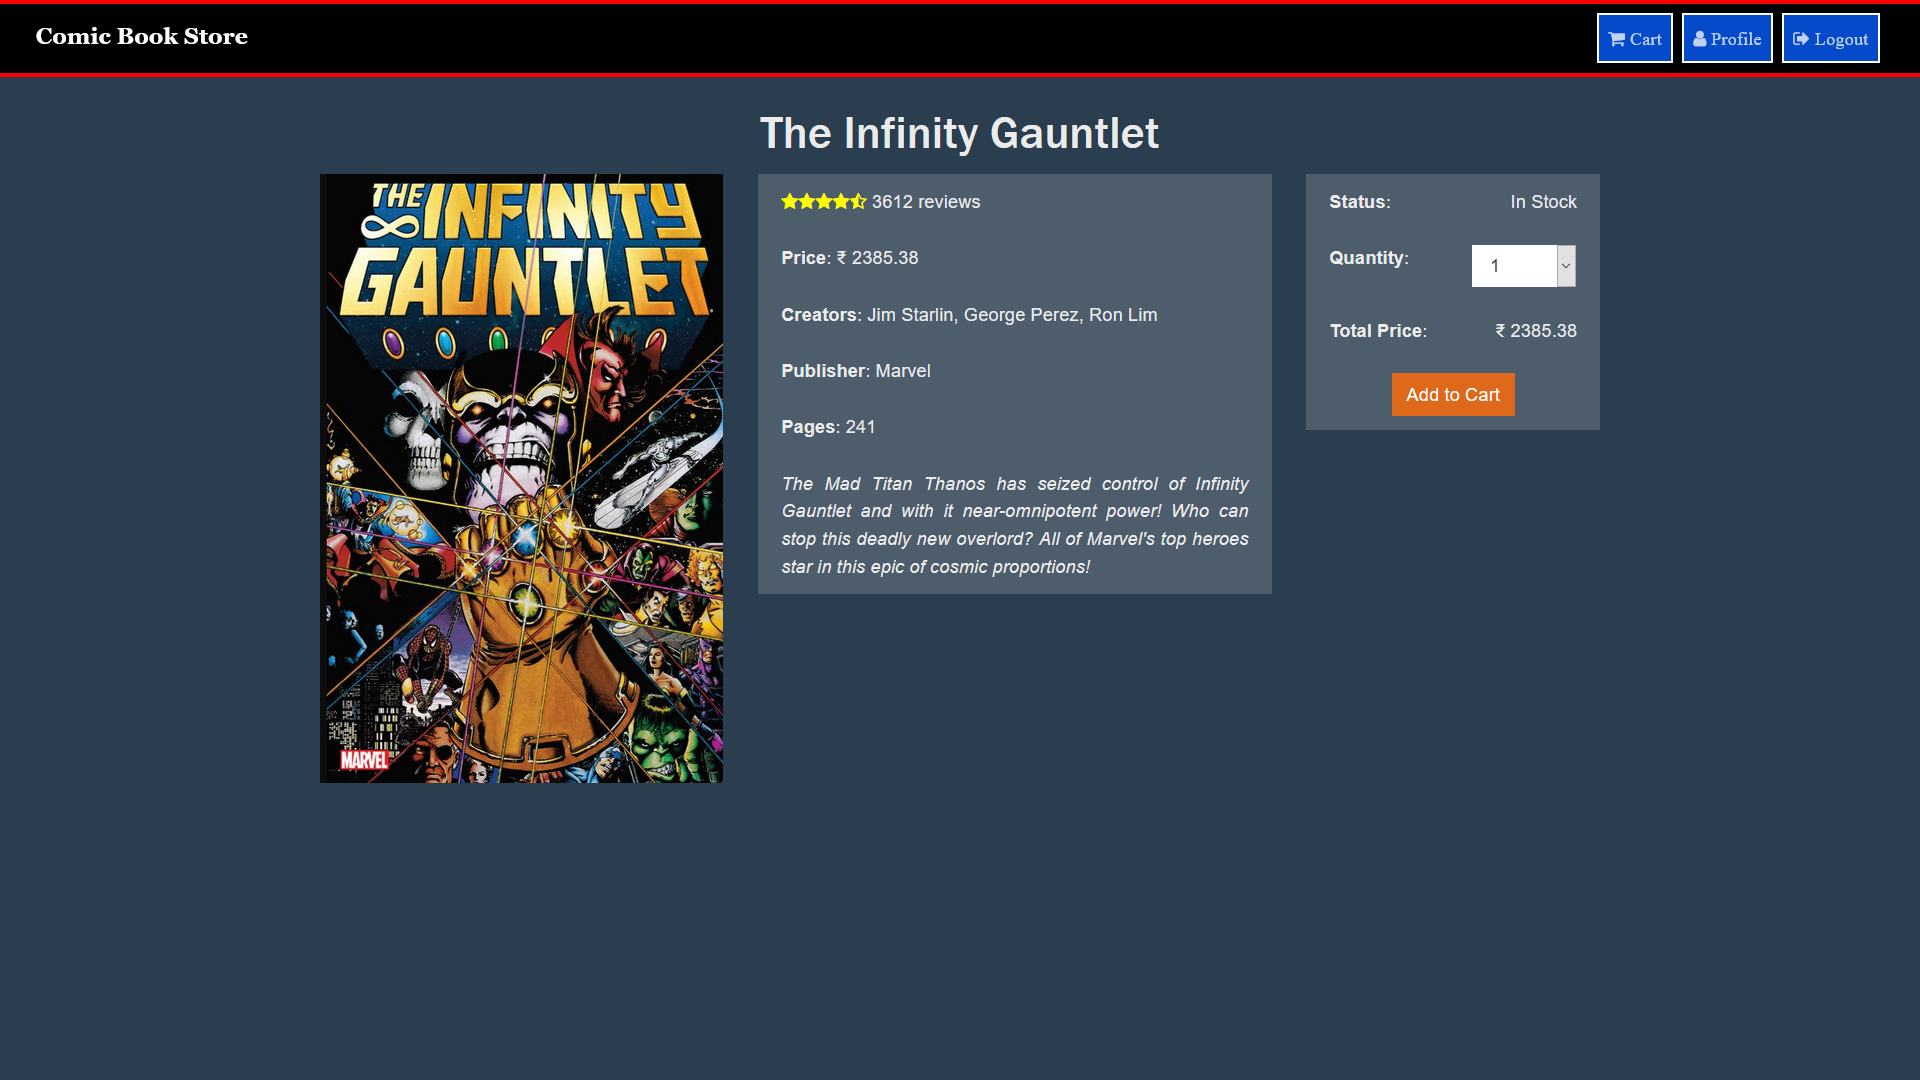 Comic Book Store
Cart
Profile
Logout
The Infinity Gauntlet
THE INFINITY
GAUNTLET
MARVEL
3612 reviews
Price: ₹ 2385.38
Creators: Jim Starlin, George Perez, Ron Lim
Publisher: Marvel
Pages: 241
The Mad Titan Thanos has seized control of Infinity
Gauntlet and with it near-omnipotent power! Who can
stop this deadly new overlord? All of Marvel's top heroes
star in this epic of cosmic proportions!
Status: In Stock
Quantity: 1
Total Price: ₹ 2385.38
Add to Cart